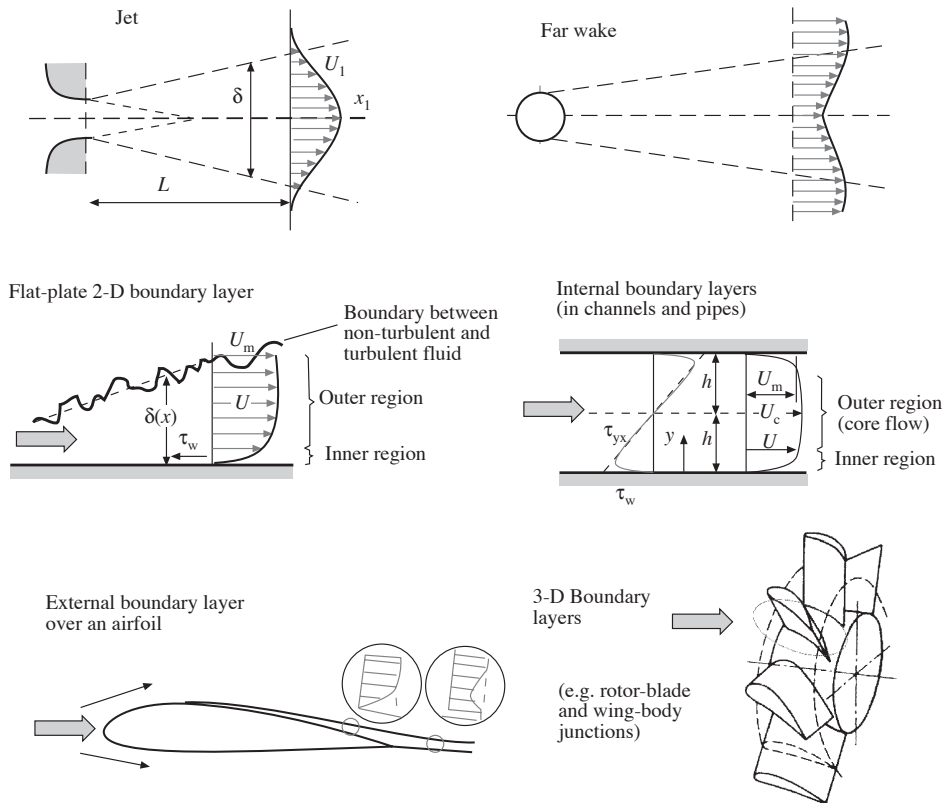 Jet
U1
δ
x1
L
Far wake
Flat-plate 2-D boundary layer
Boundary between
non-turbulent and
turbulent fluid
Um
U
δ(x)
τw
Outer region
Inner region
Internal boundary layers
(in channels and pipes)
h
Um
Uc
τyx
y
h
U
τw
Outer region
(core flow)
Inner region
External boundary layer
over an airfoil
3-D Boundary
layers
(e.g. rotor-blade
and wing-body
junctions)